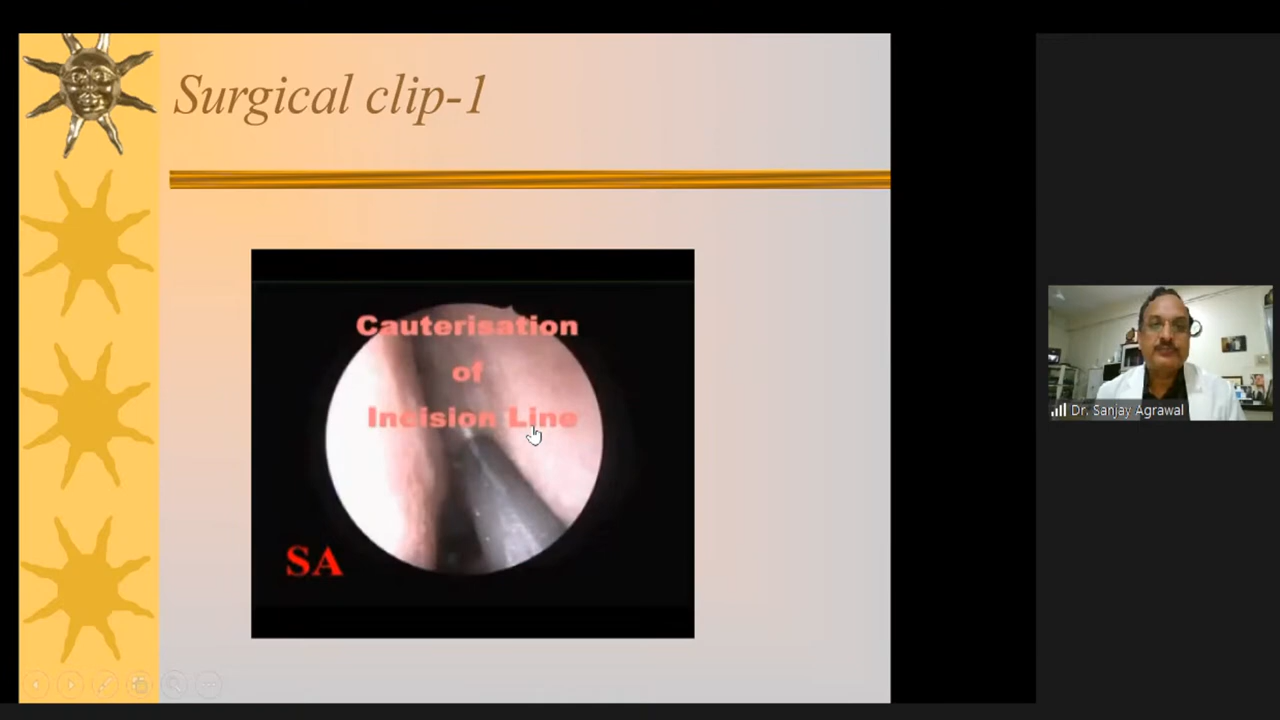 Surgical clip-1
Cauterisation
of
Incision Line
SA
Dr. Sanjay Agrawal